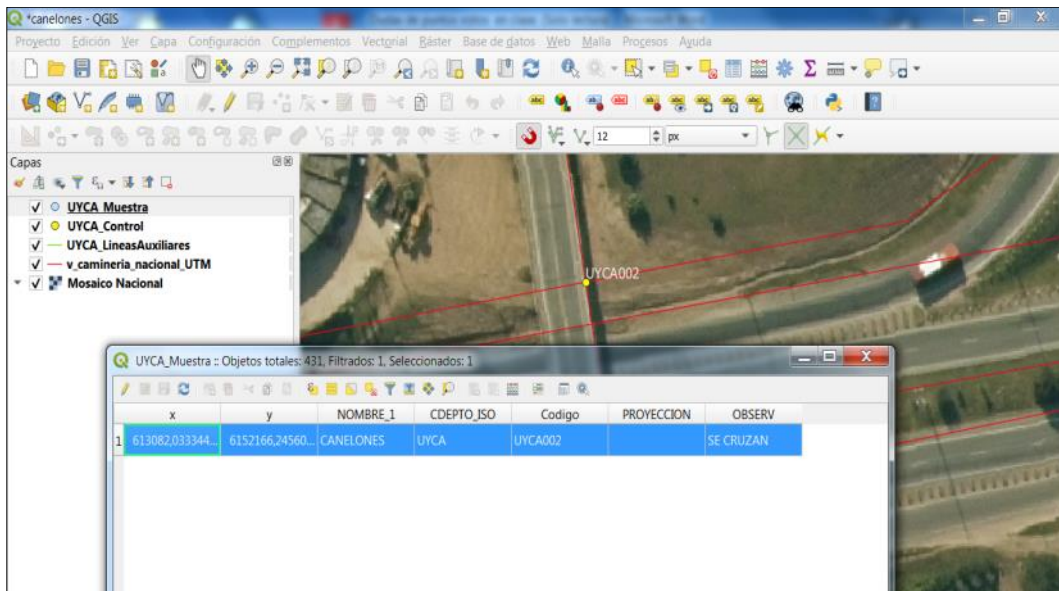 *canelones - QGIS
Proyecto Edición Ver Capa Configuración Complementos Vectorial Ráster Base de datos Web Malla Procesos Ayuda
12 px
Capas
UYCA_Muestra
UYCA_Control
UYCA_LineasAuxiliares
v_camineria_nacional_UTM
Mosaico Nacional
UYCA002
UYCA_Muestra :: Objetos totales: 431, Filtrados: 1, Seleccionados: 1
x y NOMBRE_1 CDEPTO_ISO Codigo PROYECCION OBSERV
1 613082,033344... 6152166,24560... CANELONES UYCA UYCA002 SE CRUZAN